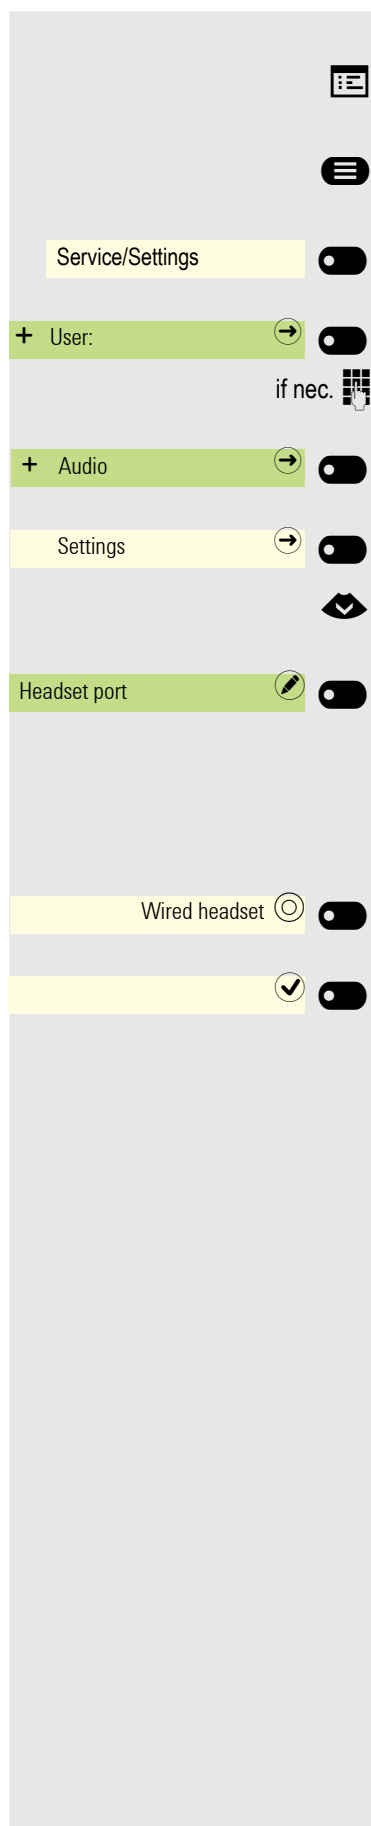 Service/Settings
+ User:
if nec.
+ Audio
Settings
Headset port
Wired headset